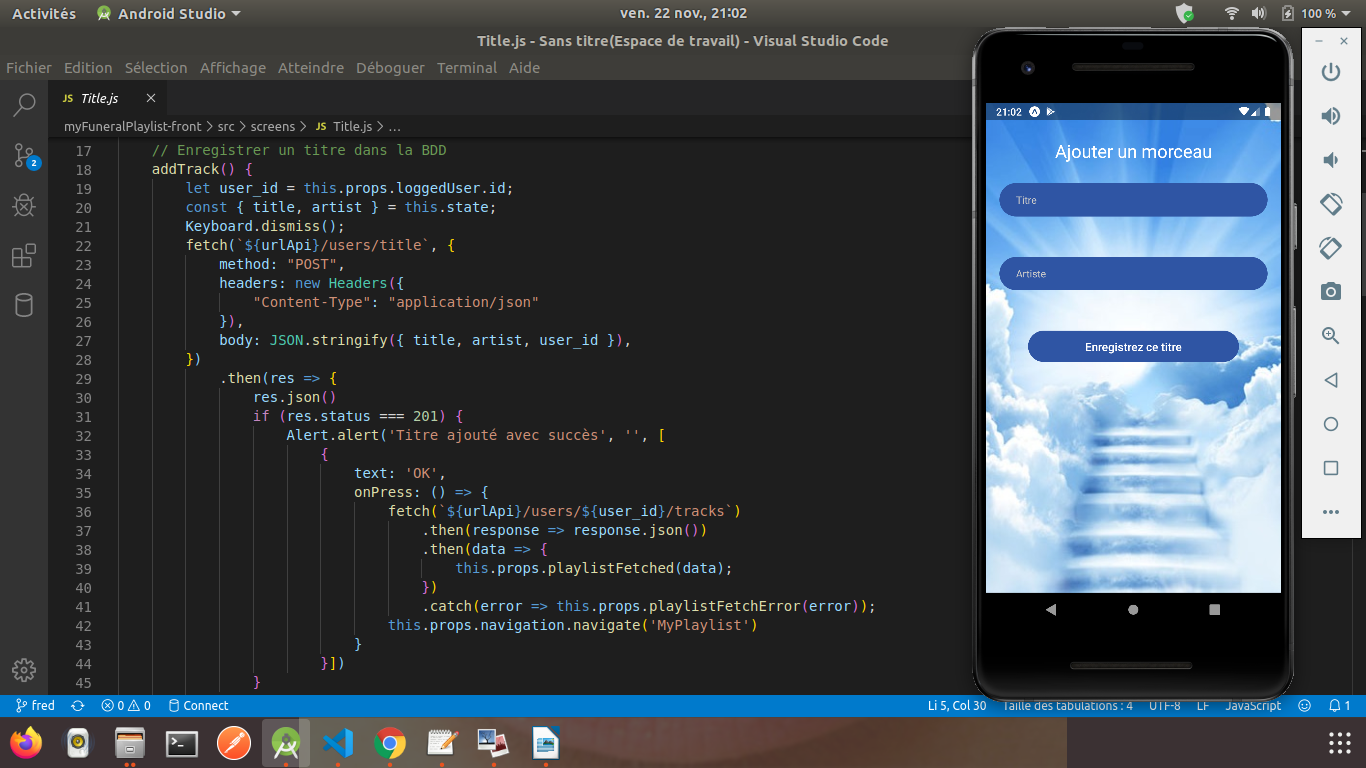 Activités Android Studio ven. 22 nov., 21:02 100 %
Title.js - Sans titre(Espace de travail) - Visual Studio Code
Fichier Edition Sélection Affichage Atteindre Déboguer Terminal Aide
JS Title.js
myFuneralPlaylist-front > src > screens > JS Title.js > ...
17 // Enregistrer un titre dans la BDD
18 addTrack() {
19 let user_id = this.props.loggedUser.id;
20 const { title, artist } = this.state;
21 Keyboard.dismiss();
22 fetch(`${urlApi}/users/title`, {
23 method: "POST",
24 headers: new Headers({
25 "Content-Type": "application/json"
26 }),
27 body: JSON.stringify({ title, artist, user_id }),
28 })
29 .then(res => {
30 res.json()
31 if (res.status === 201) {
32 Alert.alert('Titre ajouté avec succès', '', [
33 {
34 text: 'OK',
35 onPress: () => {
36 fetch(`${urlApi}/users/${user_id}/tracks`)
37 .then(response => response.json())
38 .then(data => {
39 this.props.playlistFetched(data);
40 })
41 .catch(error => this.props.playlistFetchError(error));
42 this.props.navigation.navigate('MyPlaylist')
43 }
44 }])
45 }
2
fred 0 0 Connect Li 5, Col 30 Taille des tabulations : 4 UTF-8 LF JavaScript 1
21:02
Ajouter un morceau
Titre
Artiste
Enregistrez ce titre